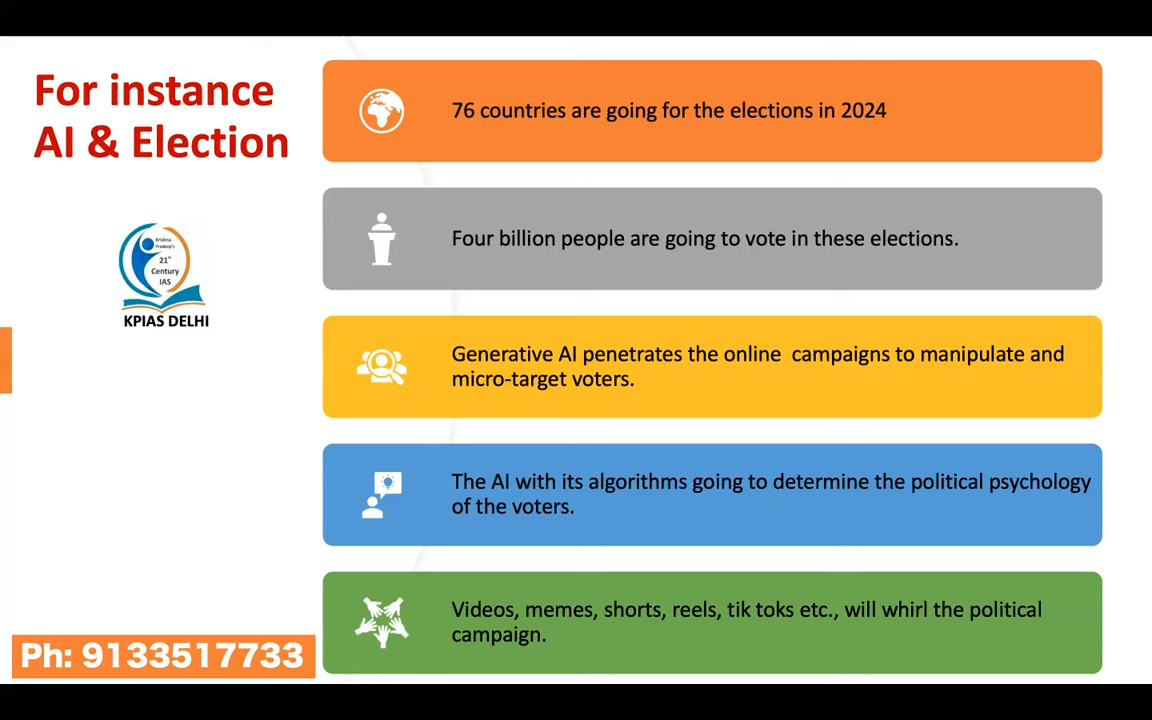 For instance
AI & Election
Krishna
Pradeep's
21st
Century
IAS
KPIAS DELHI
76 countries are going for the elections in 2024
Four billion people are going to vote in these elections.
Generative AI penetrates the online  campaigns to manipulate and
micro-target voters.
The AI with its algorithms going to determine the political psychology
of the voters.
Videos, memes, shorts, reels, tik toks etc., will whirl the political
campaign.
Ph: 9133517733